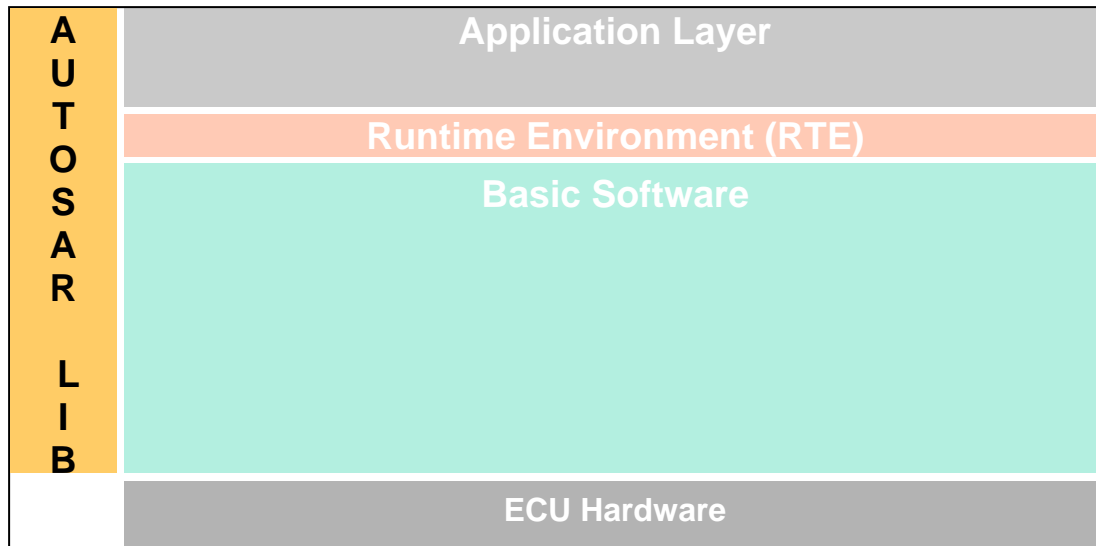 AUTOSAR LIB
Application Layer
Runtime Environment (RTE)
Basic Software
ECU Hardware